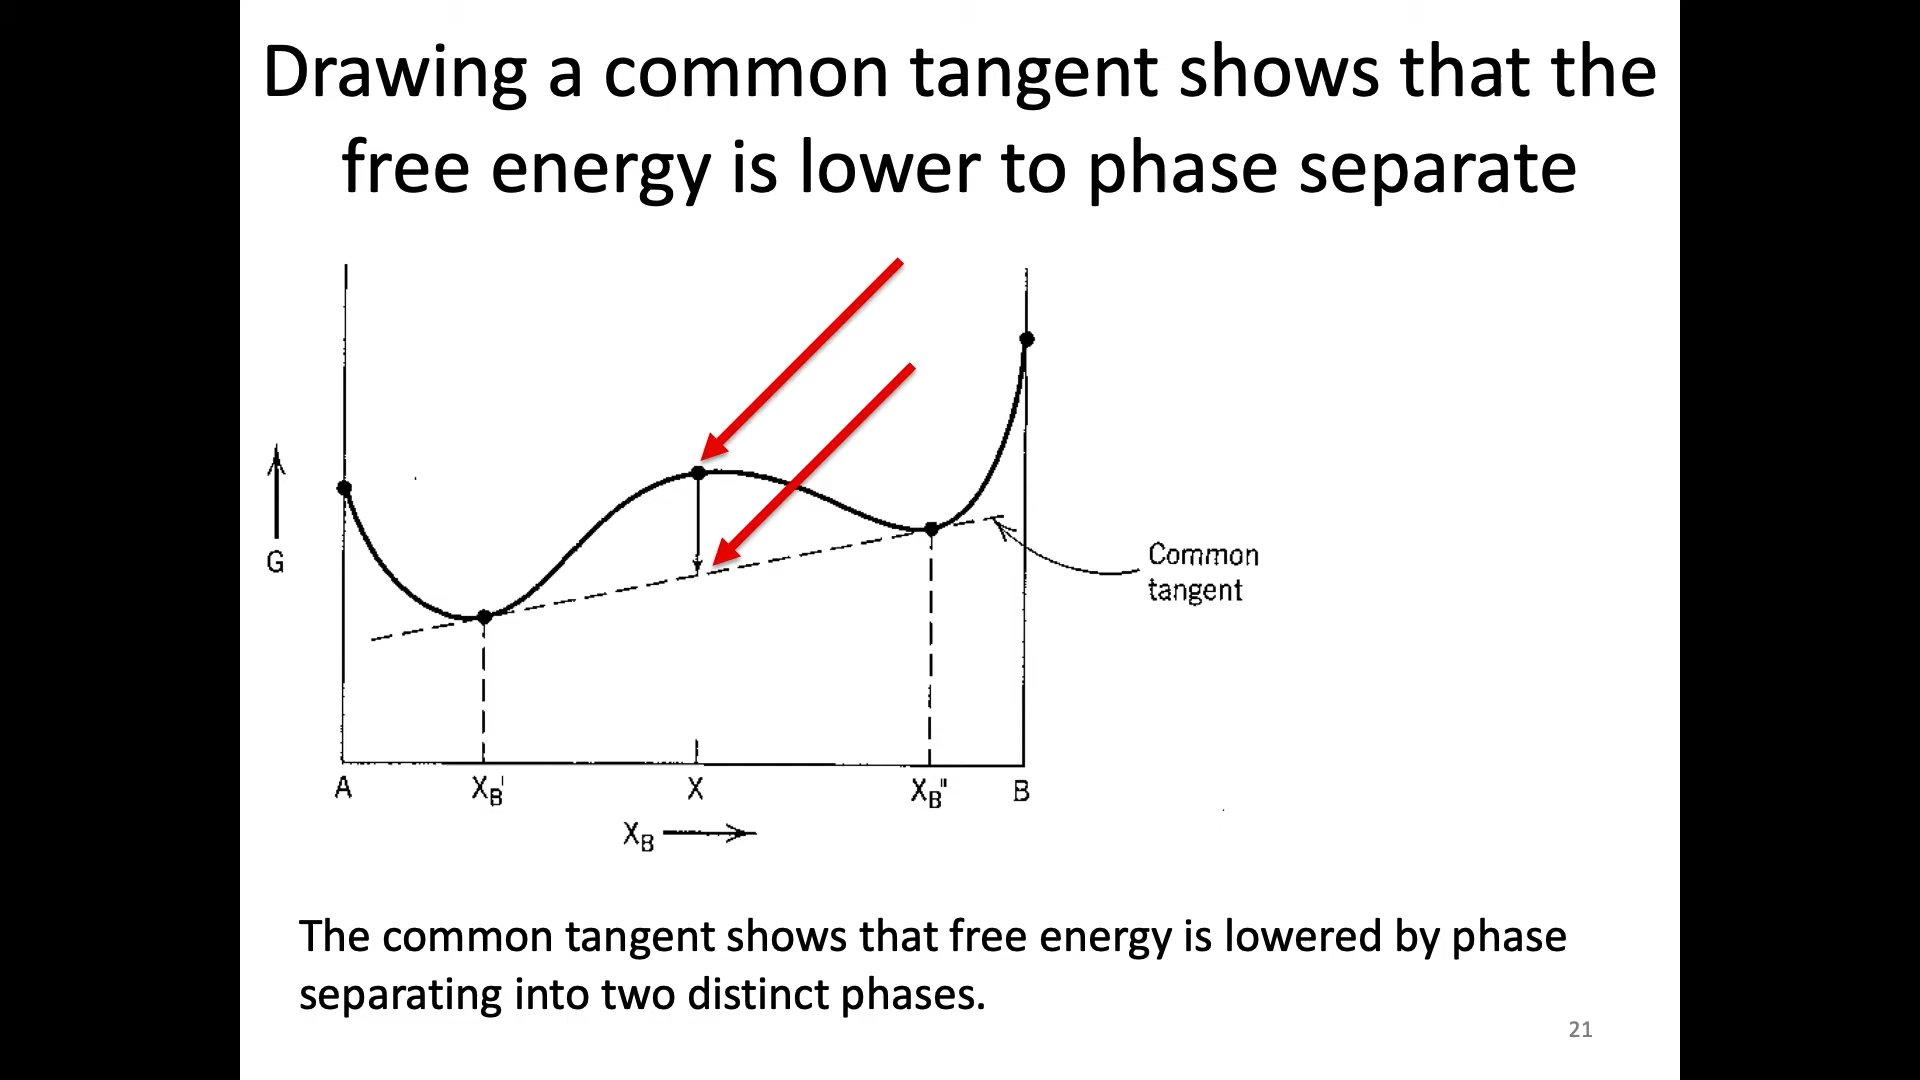 Drawing a common tangent shows that the
free energy is lower to phase separate
G
Common
tangent
A
X_B'
X
X_B"
B
X_B
The common tangent shows that free energy is lowered by phase
separating into two distinct phases.
21